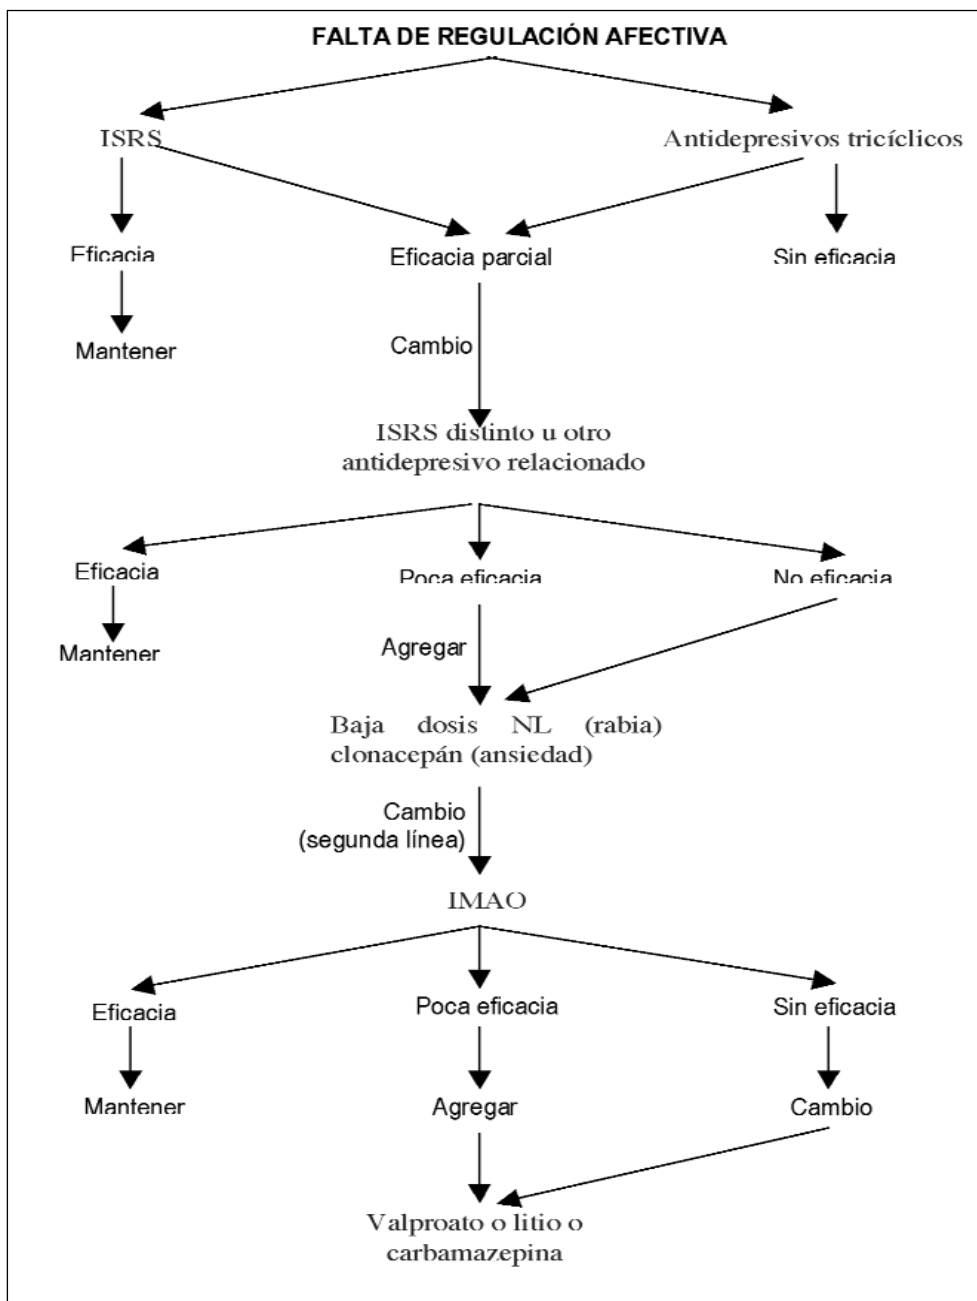 FALTA DE REGULACIÓN AFECTIVA
ISRS
Antidepresivos tricíclicos
Eficacia
Eficacia parcial
Sin eficacia
Mantener
Cambio
ISRS distinto u otro
antidepresivo relacionado
Eficacia
Poca eficacia
No eficacia
Mantener
Agregar
Baja dosis NL (rabia)
clonacepán (ansiedad)
Cambio
(segunda línea)
IMAO
Eficacia
Poca eficacia
Sin eficacia
Mantener
Agregar
Cambio
Valproato o litio o
carbamazepina